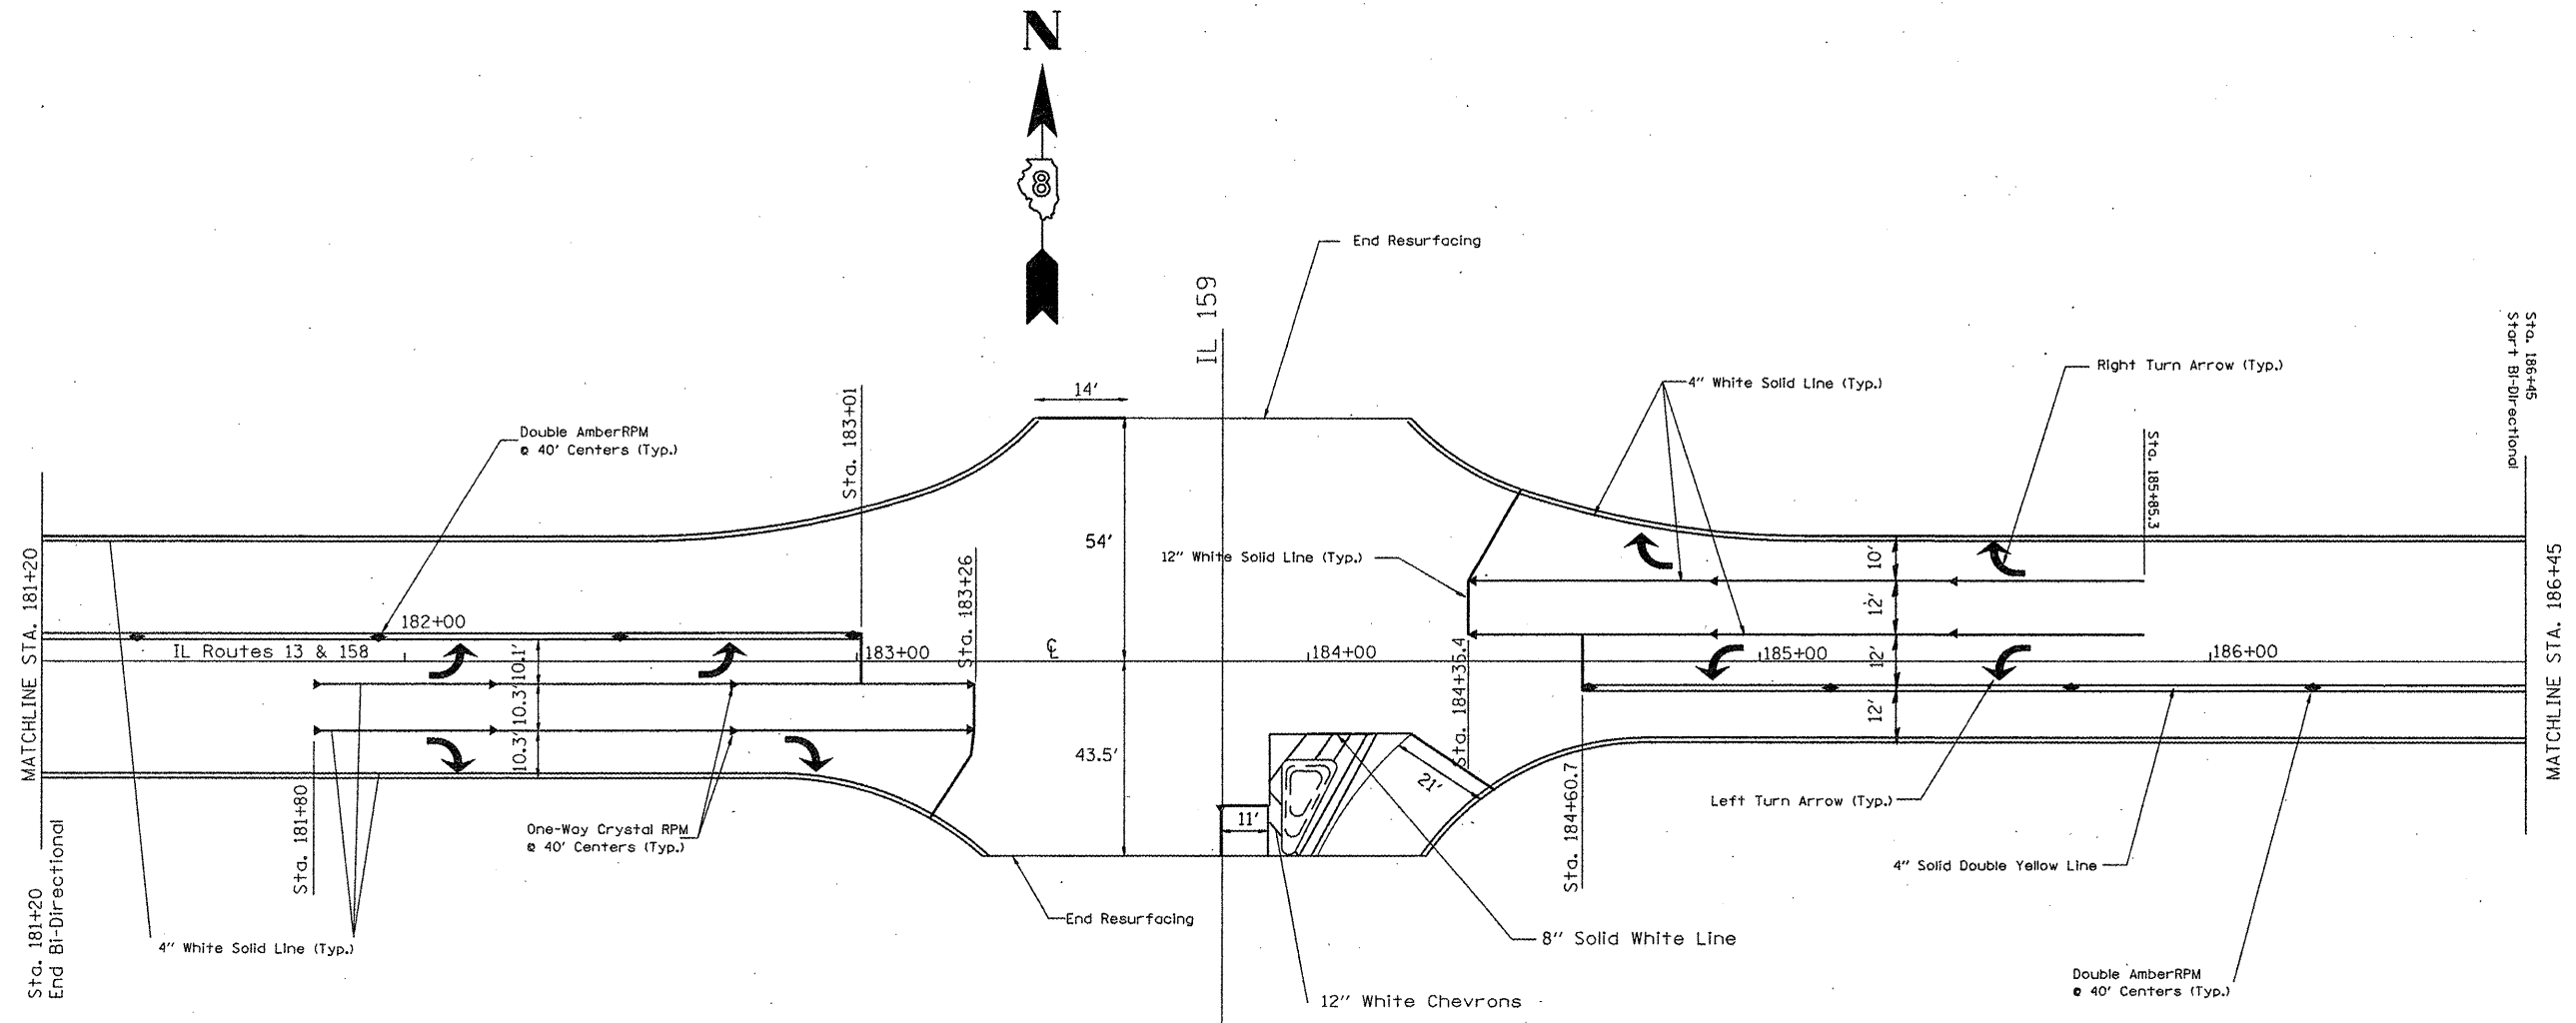 N
8
End Resurfacing
IL 159
14'
4" White Solid Line (Typ.)
Right Turn Arrow (Typ.)
Sta. 186+45
Start Bi-Directional
Double AmberRPM
@ 40' Centers (Typ.)
Sta. 183+01
Sta. 185+85.3
54'
12" White Solid Line (Typ.)
10'
12'
12'
12'
MATCHLINE STA. 181+20
MATCHLINE STA. 186+45
Sta. 183+26
182+00
IL Routes 13 & 158
10.1'
10.3'
10.3'
183+00
℄
184+00
Sta. 184+35.4
185+00
186+00
43.5'
21'
11'
Sta. 184+60.7
Left Turn Arrow (Typ.)
Sta. 181+80
One-Way Crystal RPM
@ 40' Centers (Typ.)
4" Solid Double Yellow Line
Sta. 181+20
End Bi-Directional
4" White Solid Line (Typ.)
End Resurfacing
8" Solid White Line
12" White Chevrons
Double AmberRPM
@ 40' Centers (Typ.)